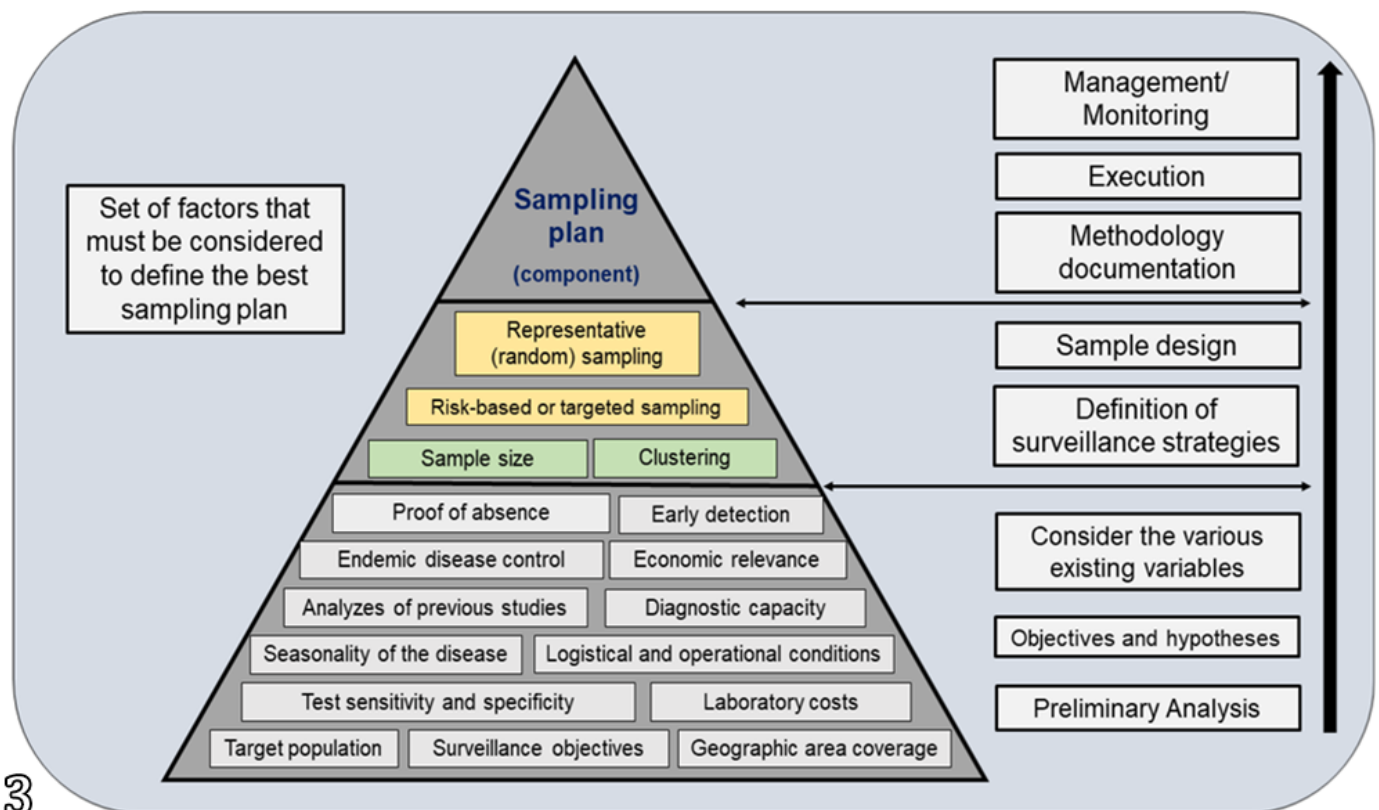 Set of factors that
must be considered
to define the best
sampling plan
Sampling
plan
(component)
Representative
(random) sampling
Risk-based or targeted sampling
Sample size
Clustering
Proof of absence
Early detection
Endemic disease control
Economic relevance
Analyzes of previous studies
Diagnostic capacity
Seasonality of the disease
Logistical and operational conditions
Test sensitivity and specificity
Laboratory costs
Target population
Surveillance objectives
Geographic area coverage
Management/
Monitoring
Execution
Methodology
documentation
Sample design
Definition of
surveillance strategies
Consider the various
existing variables
Objectives and hypotheses
Preliminary Analysis
3